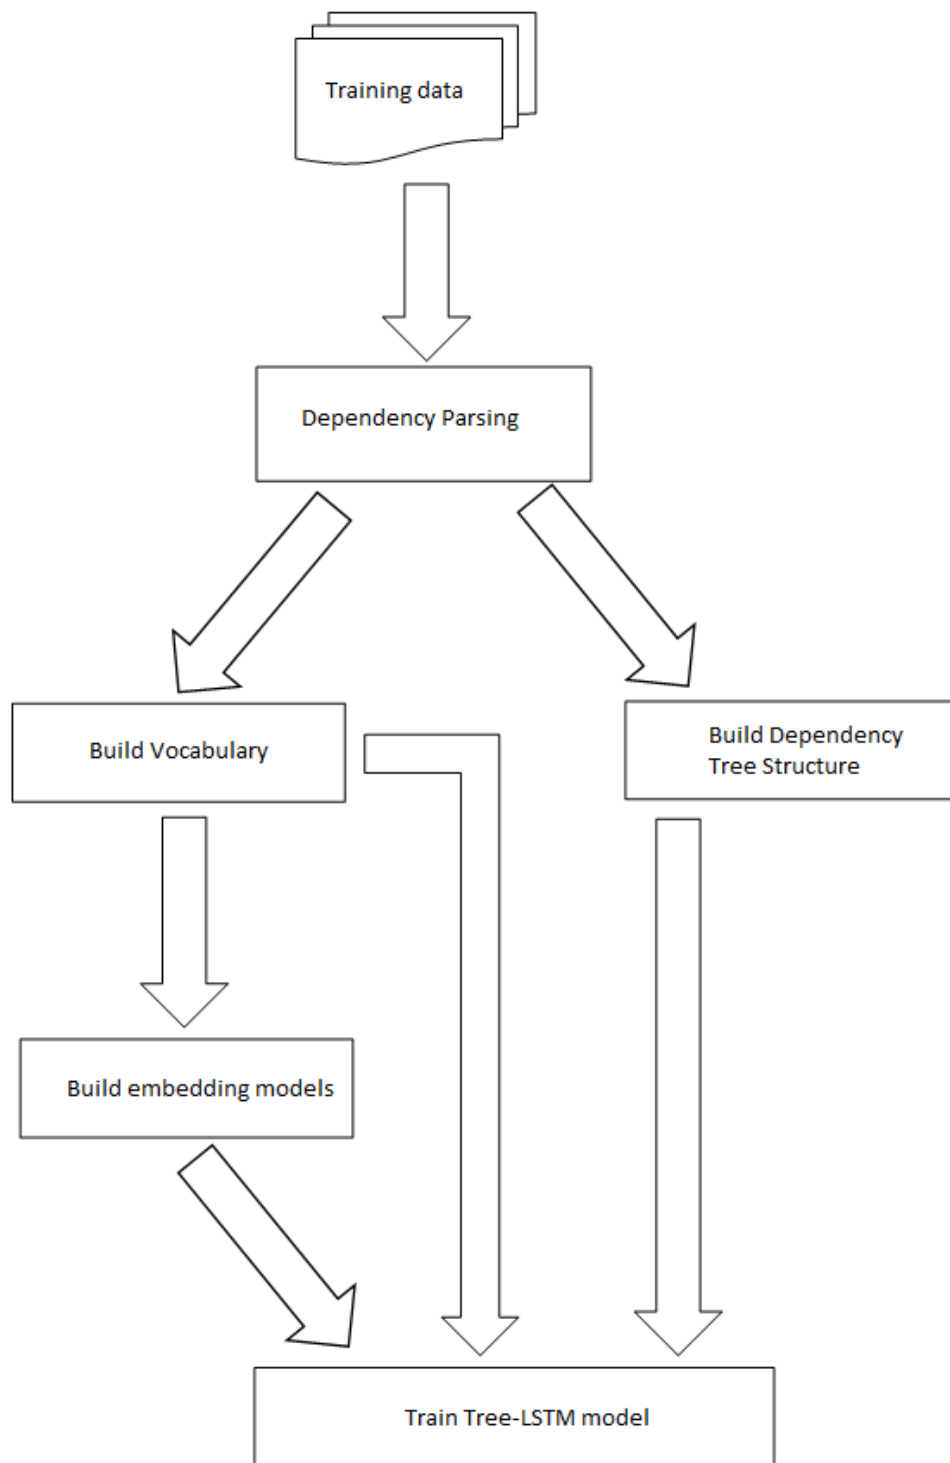 Training data
Dependency Parsing
Build Vocabulary
Build Dependency
Tree Structure
Build embedding models
Train Tree-LSTM model